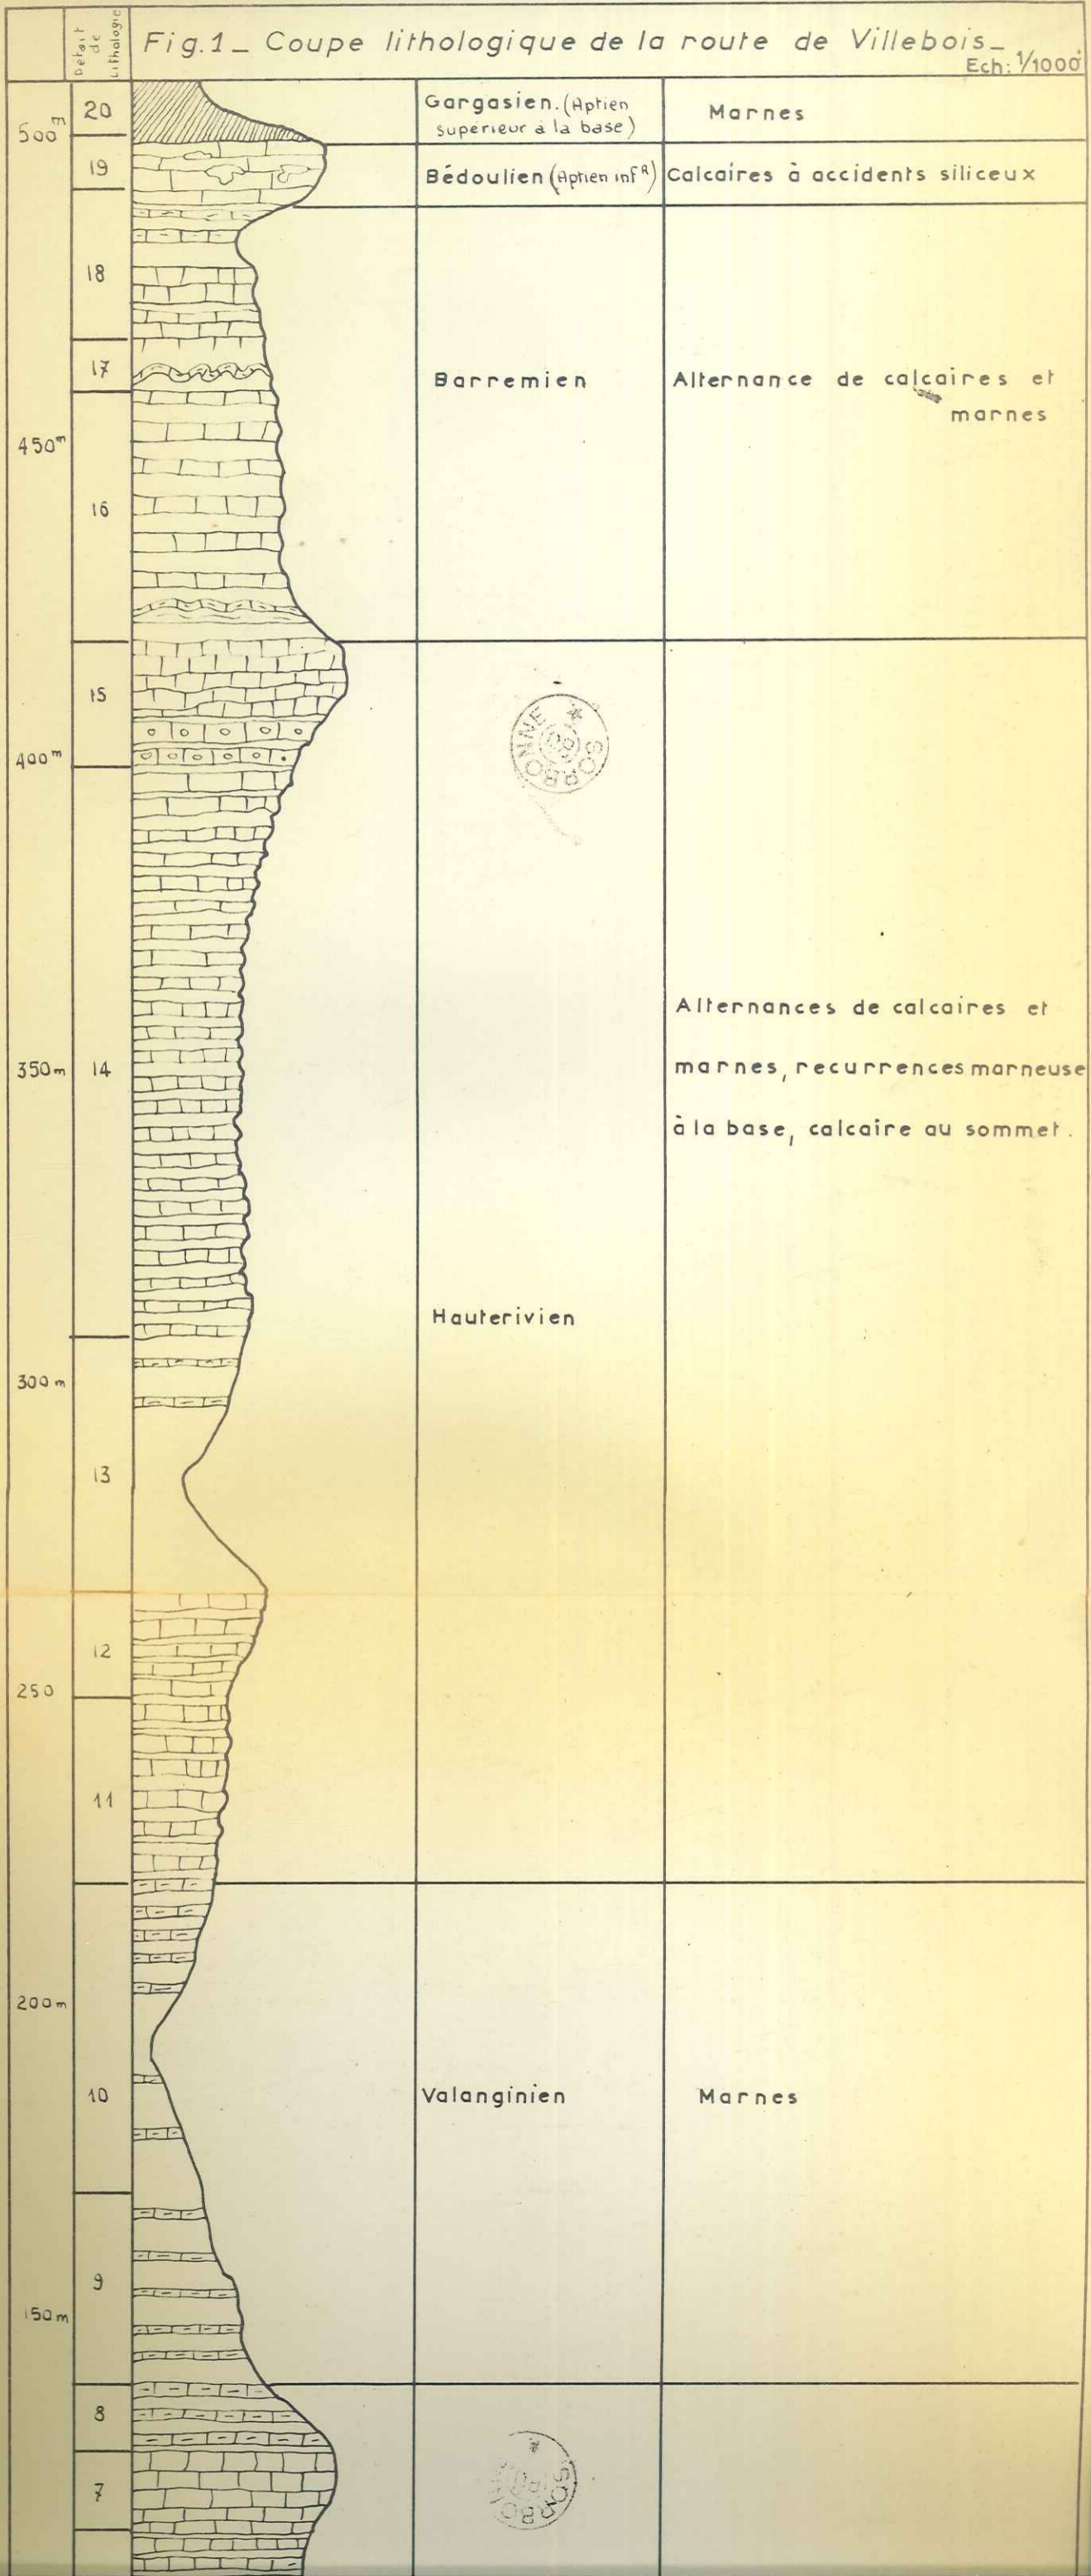 Détail
de
Lithologie
Fig.1_ Coupe lithologique de la route de Villebois_
Ech: 1/1000
20
Gargasien. (Aptien
supérieur à la base)
Marnes
500m
19
Bédoulien (Aptien infR)
Calcaires à accidents siliceux
18
17
Barremien
Alternance de calcaires et
marnes
450m
16
15
SORBONNE
400m
Alternances de calcaires et
350m
14
marnes, recurrences marneuse
à la base, calcaire au sommet.
Hauterivien
300m
13
12
250
11
200m
10
Valanginien
Marnes
9
150m
8
7